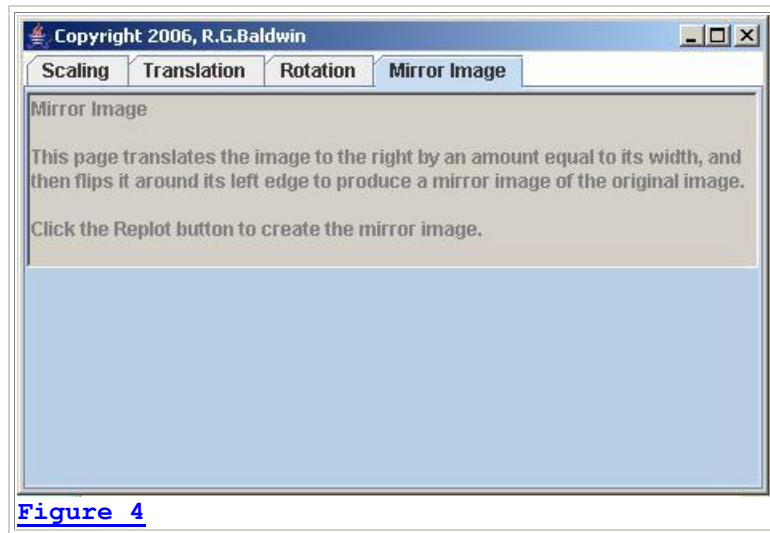 Copyright 2006, R.G.Baldwin
Scaling Translation Rotation Mirror Image
Mirror Image
This page translates the image to the right by an amount equal to its width, and
then flips it around its left edge to produce a mirror image of the original image.
Click the Replot button to create the mirror image.
Figure 4